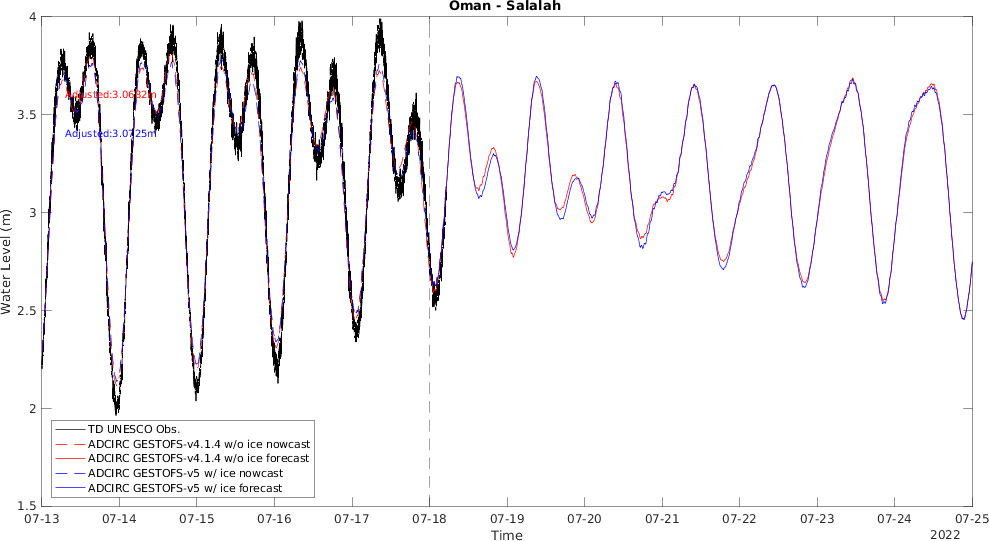 Oman - Salalah
4
3.5
3
2.5
2
1.5
Water Level (m)
Adjusted:3.0682m
Adjusted:3.0725m
TD UNESCO Obs.
ADCIRC GESTOFS-v4.1.4 w/o ice nowcast
ADCIRC GESTOFS-v4.1.4 w/o ice forecast
ADCIRC GESTOFS-v5 w/ ice nowcast
ADCIRC GESTOFS-v5 w/ ice forecast
07-13 07-14 07-15 07-16 07-17 07-18 07-19 07-20 07-21 07-22 07-23 07-24 07-25
Time
2022